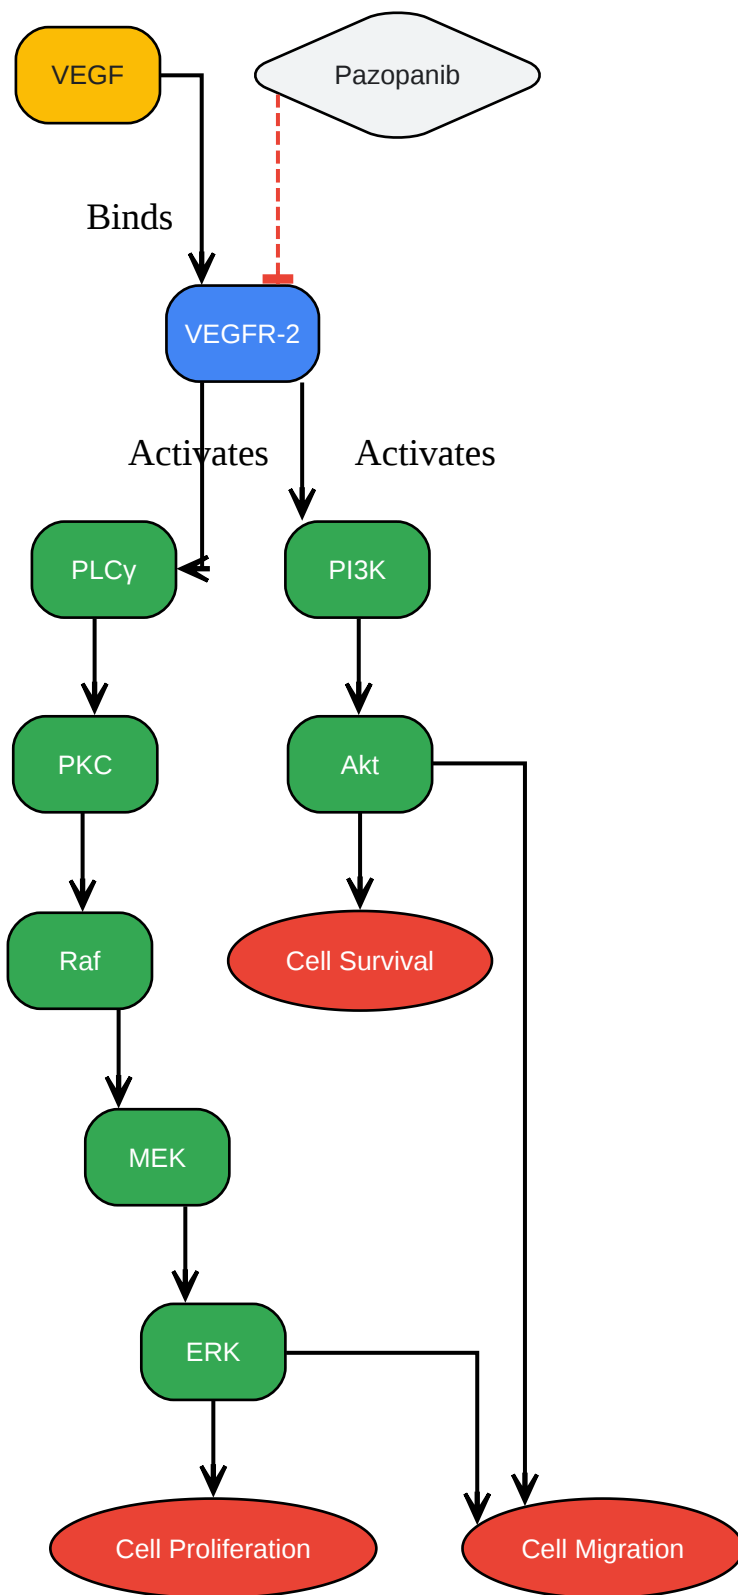 VEGF
Pazopanib
Binds
VEGFR-2
Activates
Activates
PLCγ
PI3K
PKC
Akt
Raf
Cell Survival
MEK
ERK
Cell Proliferation
Cell Migration